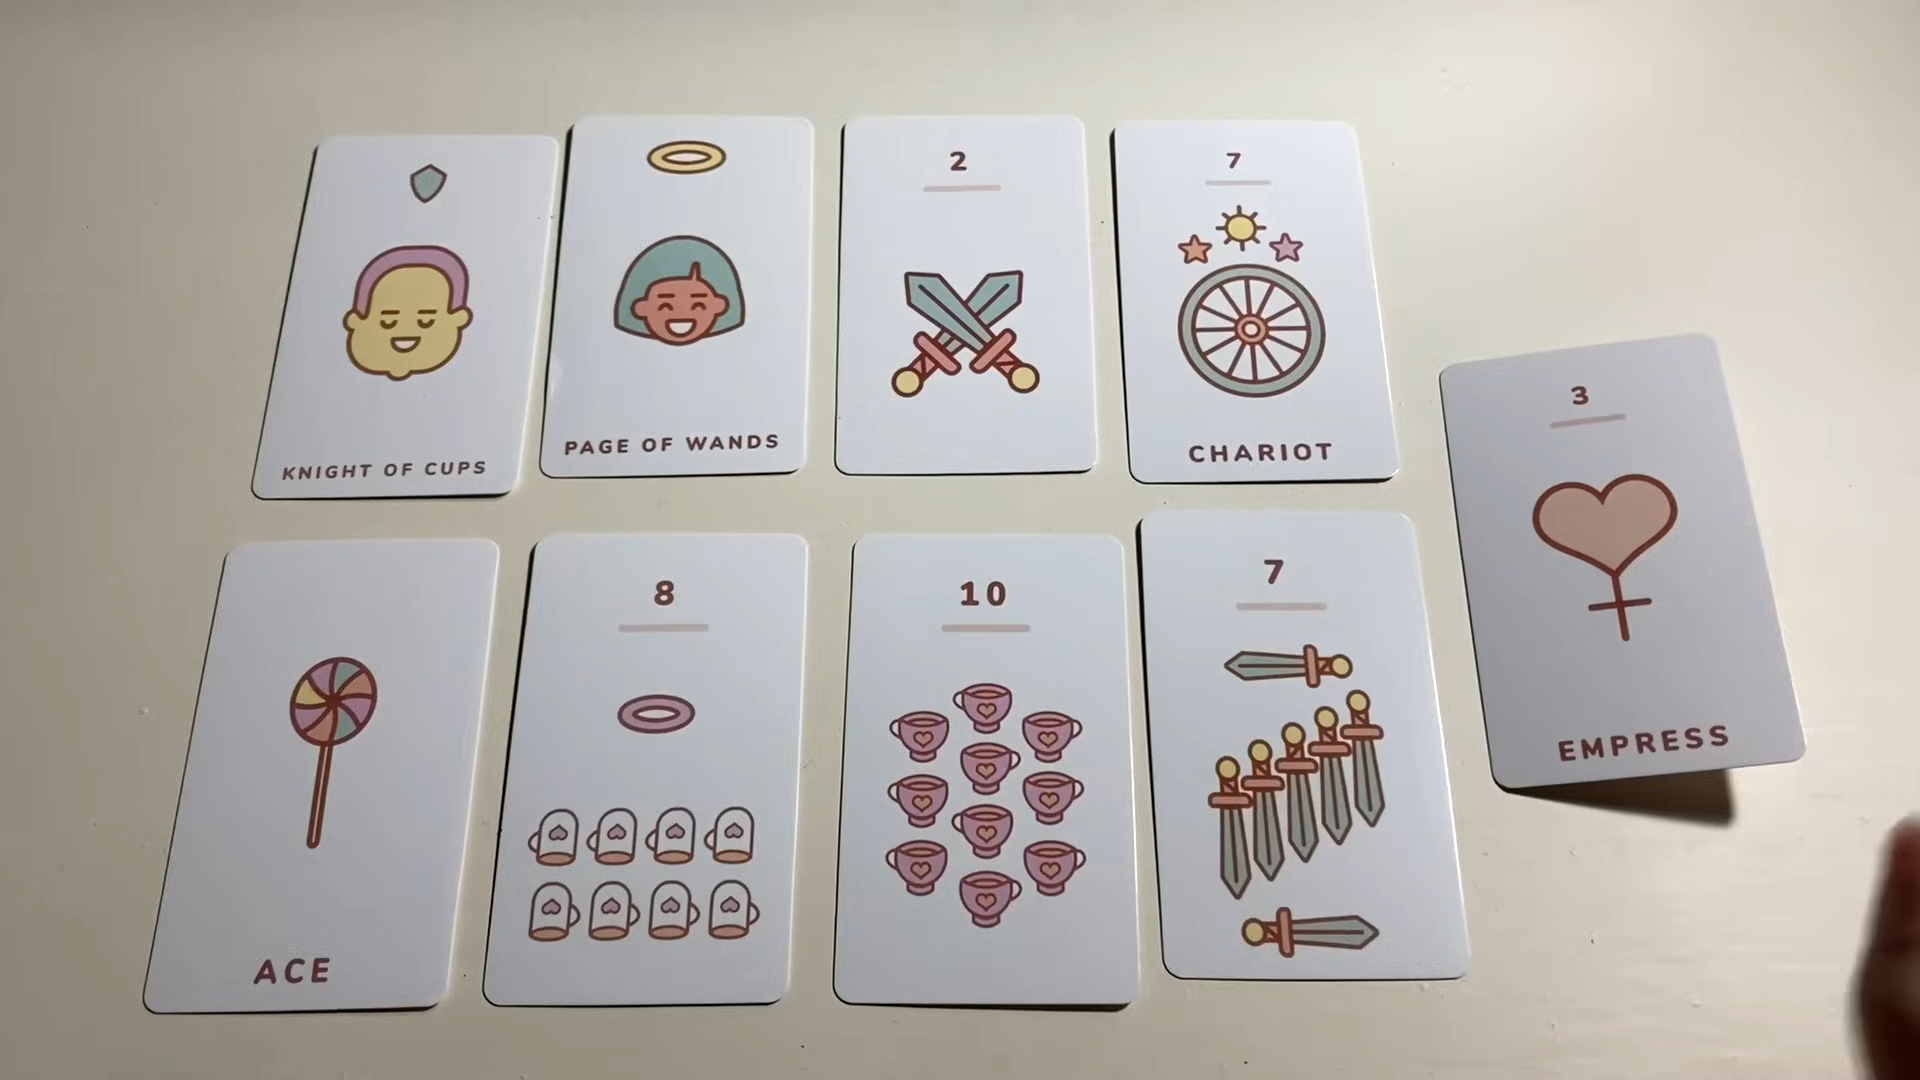 KNIGHT OF CUPS
PAGE OF WANDS
2
7
CHARIOT
3
EMPRESS
ACE
8
10
7